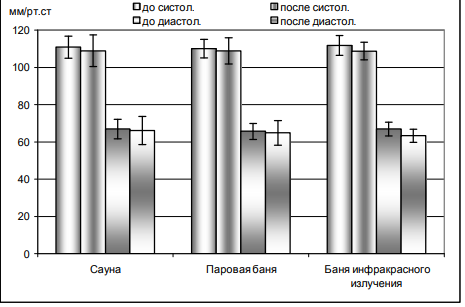 мм/рт.ст
до систол. после систол.
до диастол. после диастол.
120
100
80
60
40
20
0
Сауна Паровая баня Баня инфракрасного
излучения